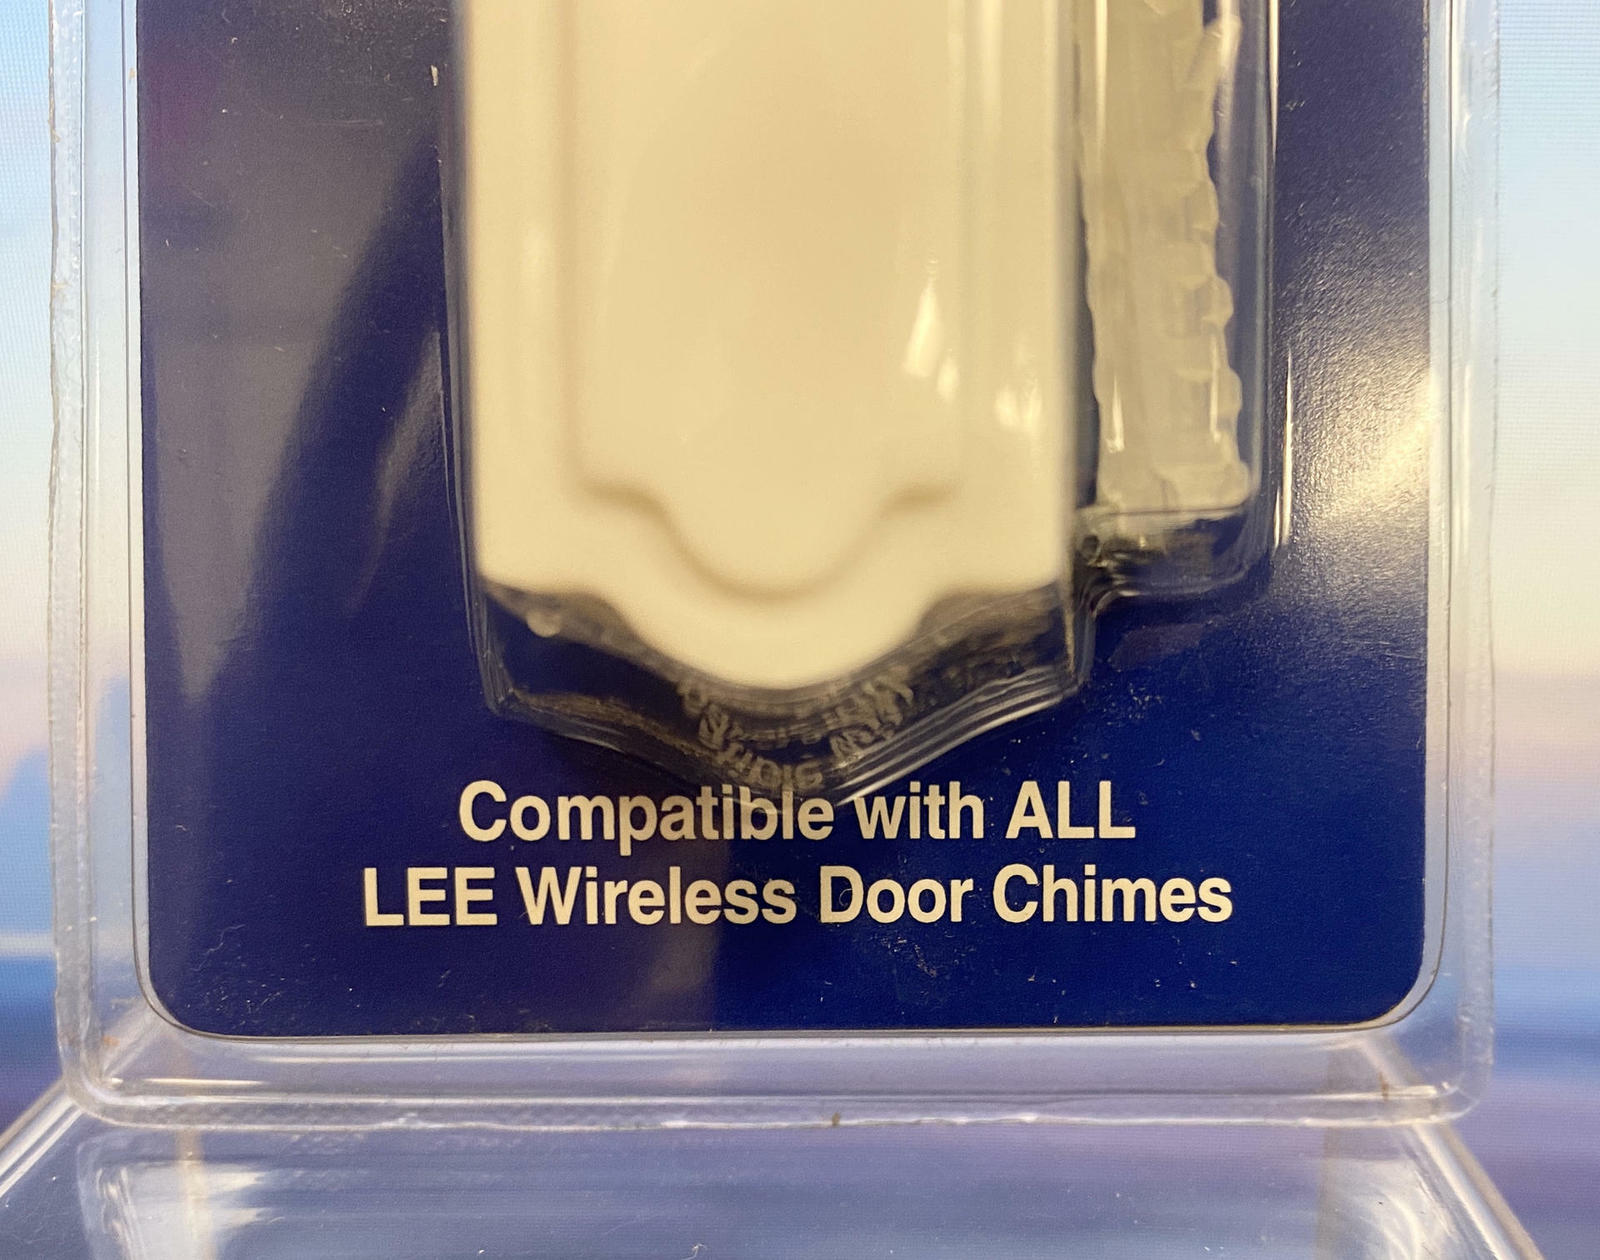 Compatible with ALL
LEE Wireless Door Chimes